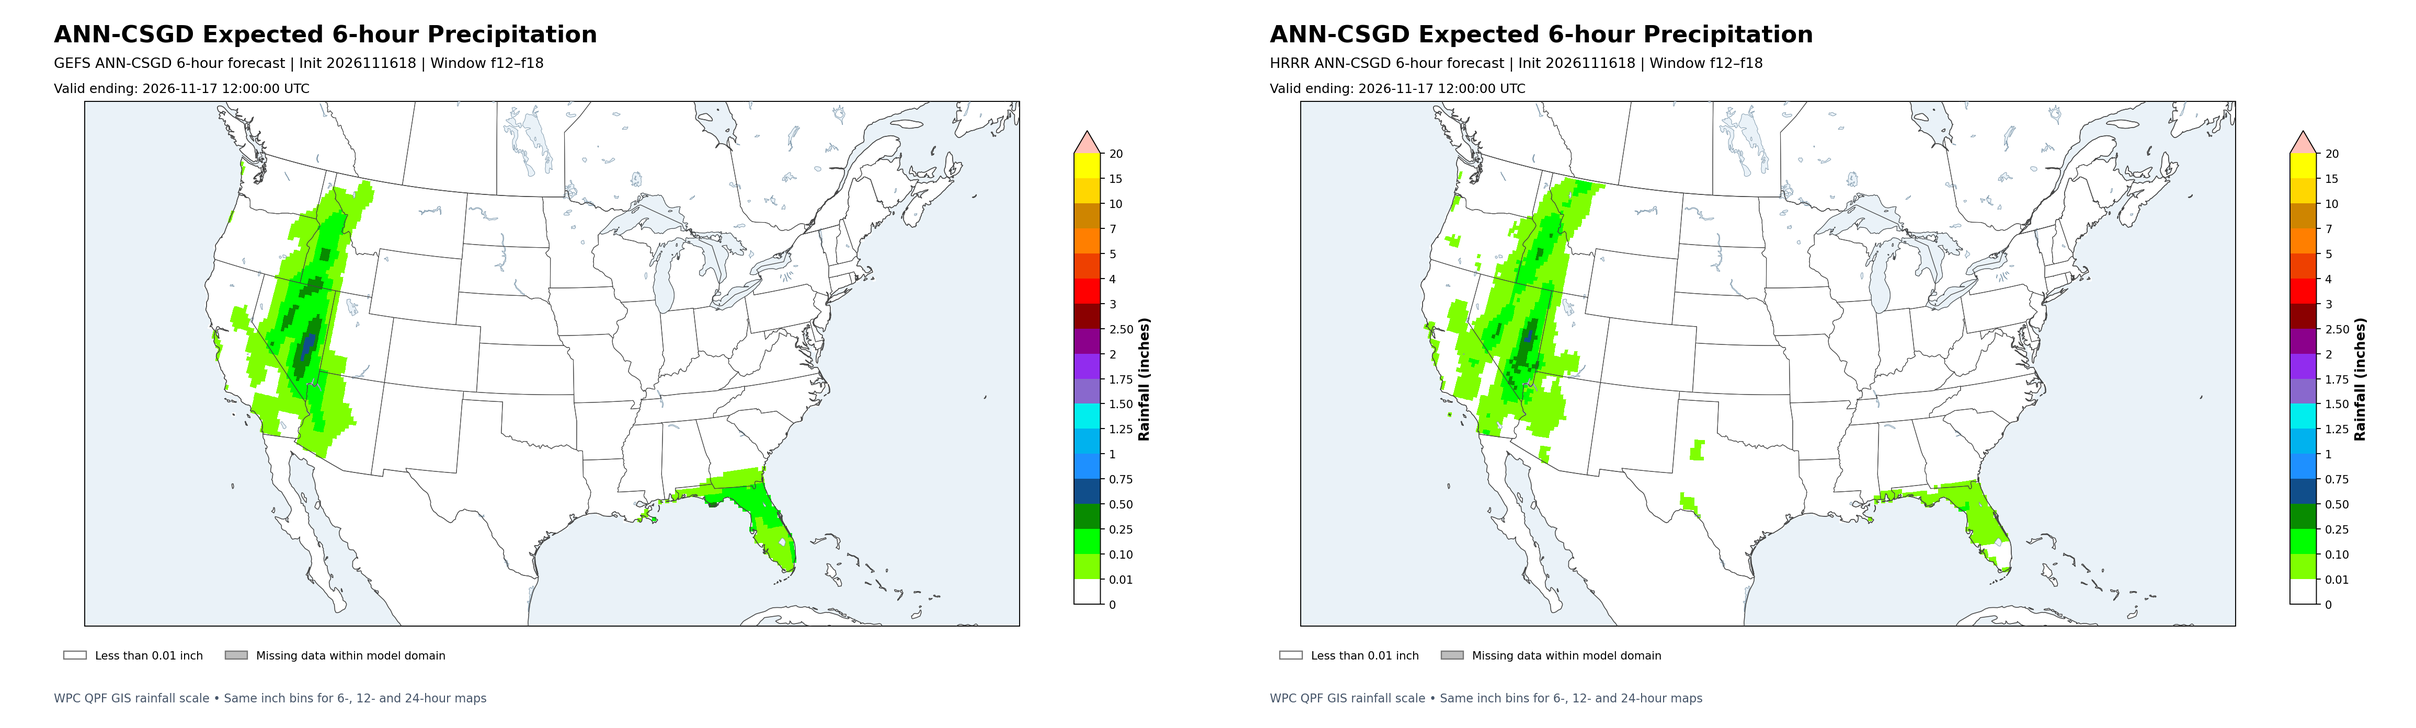 ANN-CSGD Expected 6-hour Precipitation
GEFS ANN-CSGD 6-hour forecast | Init 2026111618 | Window f12–f18
Valid ending: 2026-11-17 12:00:00 UTC
20
15
10
7
5
4
3
2.50
2
1.75
1.50
1.25
1
0.75
0.50
0.25
0.10
0.01
0
Rainfall (inches)
Less than 0.01 inch
Missing data within model domain
WPC QPF GIS rainfall scale • Same inch bins for 6-, 12- and 24-hour maps
ANN-CSGD Expected 6-hour Precipitation
HRRR ANN-CSGD 6-hour forecast | Init 2026111618 | Window f12–f18
Valid ending: 2026-11-17 12:00:00 UTC
20
15
10
7
5
4
3
2.50
2
1.75
1.50
1.25
1
0.75
0.50
0.25
0.10
0.01
0
Rainfall (inches)
Less than 0.01 inch
Missing data within model domain
WPC QPF GIS rainfall scale • Same inch bins for 6-, 12- and 24-hour maps